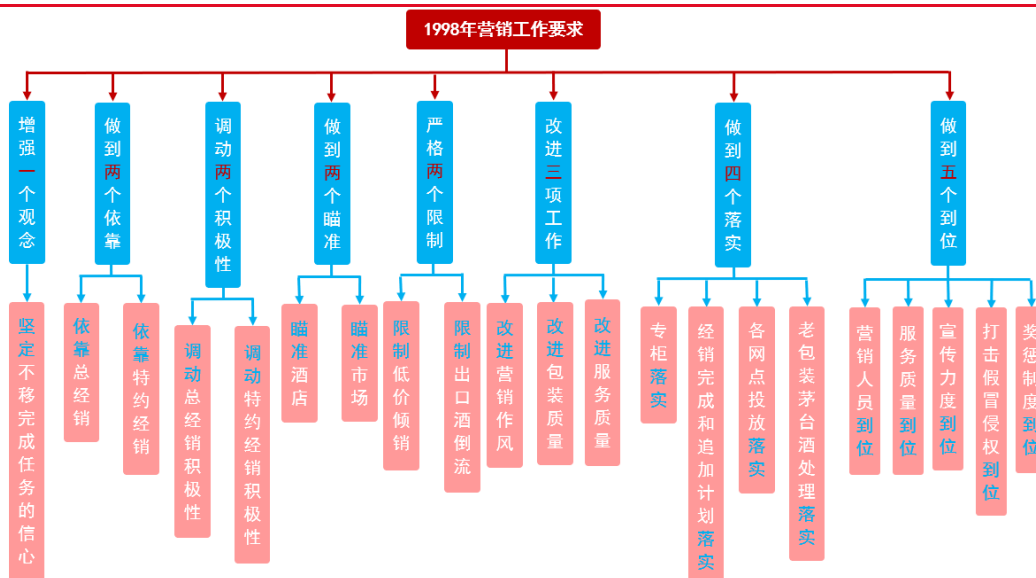 1998年营销工作要求
增强一个观念
做到两个依靠
调动两个积极性
做到两个瞄准
严格两个限制
改进三项工作
做到四个落实
做到五个到位
坚定不移完成任务的信心
依靠总经销
依靠特约经销
调动总经销积极性
调动特约经销积极性
瞄准酒店
瞄准市场
限制低价倾销
限制出口酒倒流
改进营销作风
改进包装质量
改进服务质量
专柜落实
经销完成和追加计划落实
各网点投放落实
老包装茅台酒处理落实
营销人员到位
服务质量到位
宣传力度到位
打击假冒侵权到位
奖惩制度到位